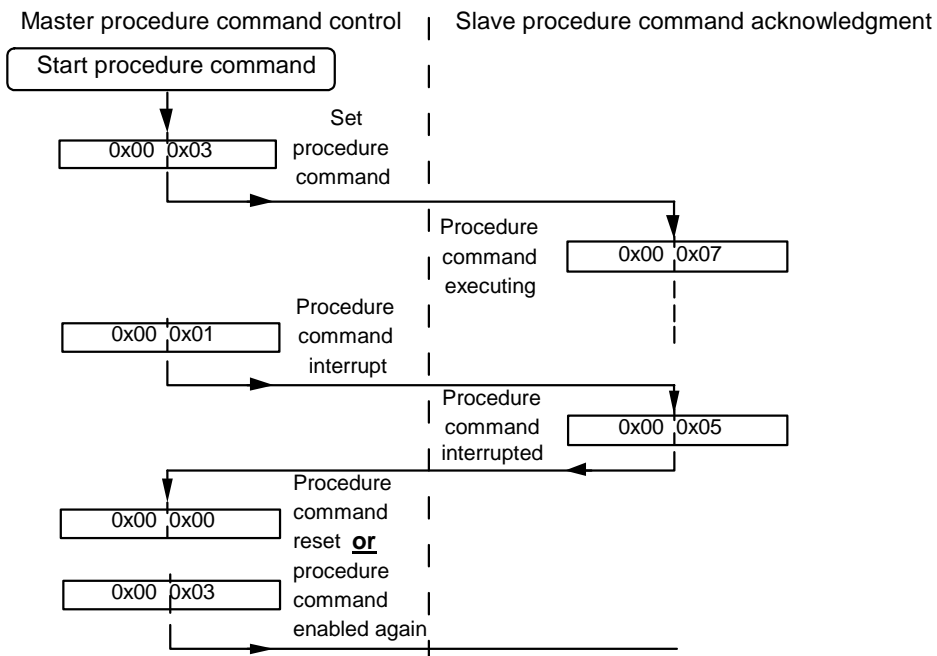 Master procedure command control
Slave procedure command acknowledgment
Start procedure command
Set
procedure
command
0x00 0x03
Procedure
command
executing
0x00 0x07
Procedure
command
interrupt
0x00 0x01
Procedure
command
interrupted
0x00 0x05
Procedure
command
reset or
procedure
command
enabled again
0x00 0x00
0x00 0x03